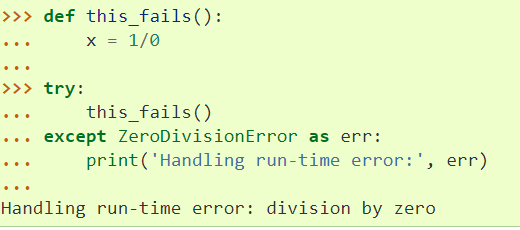 >>> def this_fails():
...     x = 1/0
...
>>> try:
...     this_fails()
... except ZeroDivisionError as err:
...     print('Handling run-time error:', err)
...
Handling run-time error: division by zero